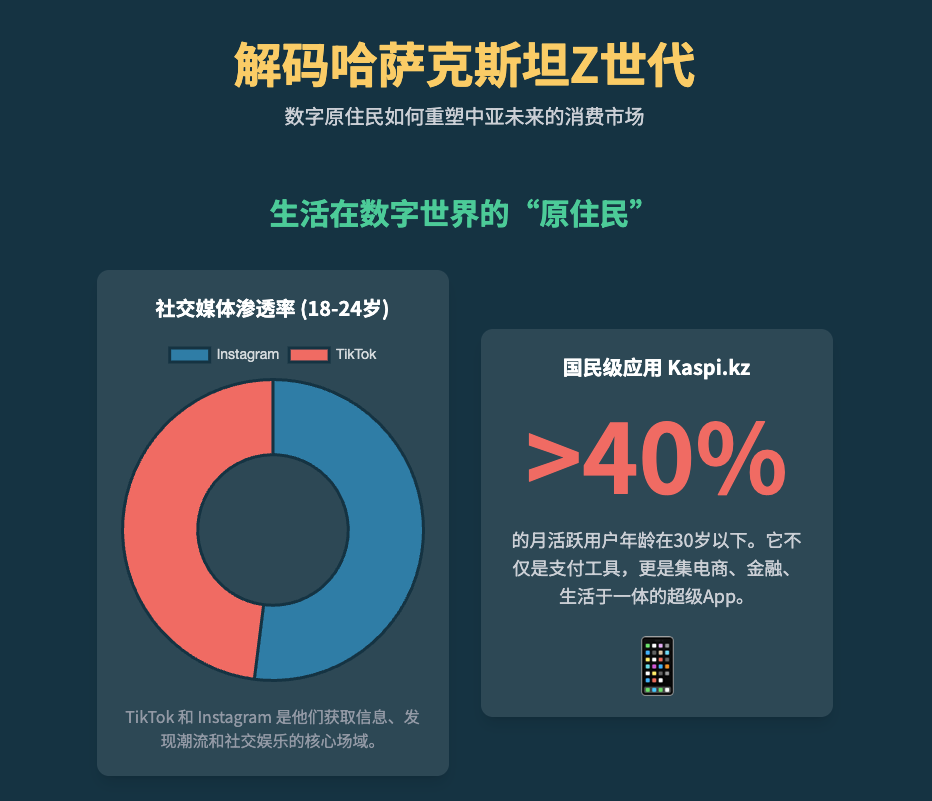 解码哈萨克斯坦Z世代
数字原住民如何重塑中亚未来的消费市场
生活在数字世界的“原住民”
社交媒体渗透率 (18-24岁)
Instagram TikTok
TikTok 和 Instagram 是他们获取信息、发
现潮流和社交娱乐的核心场域。
国民级应用 Kaspi.kz
>40%
的月活跃用户年龄在30岁以下。它不
仅是支付工具，更是集电商、金融、
生活于一体的超级App。